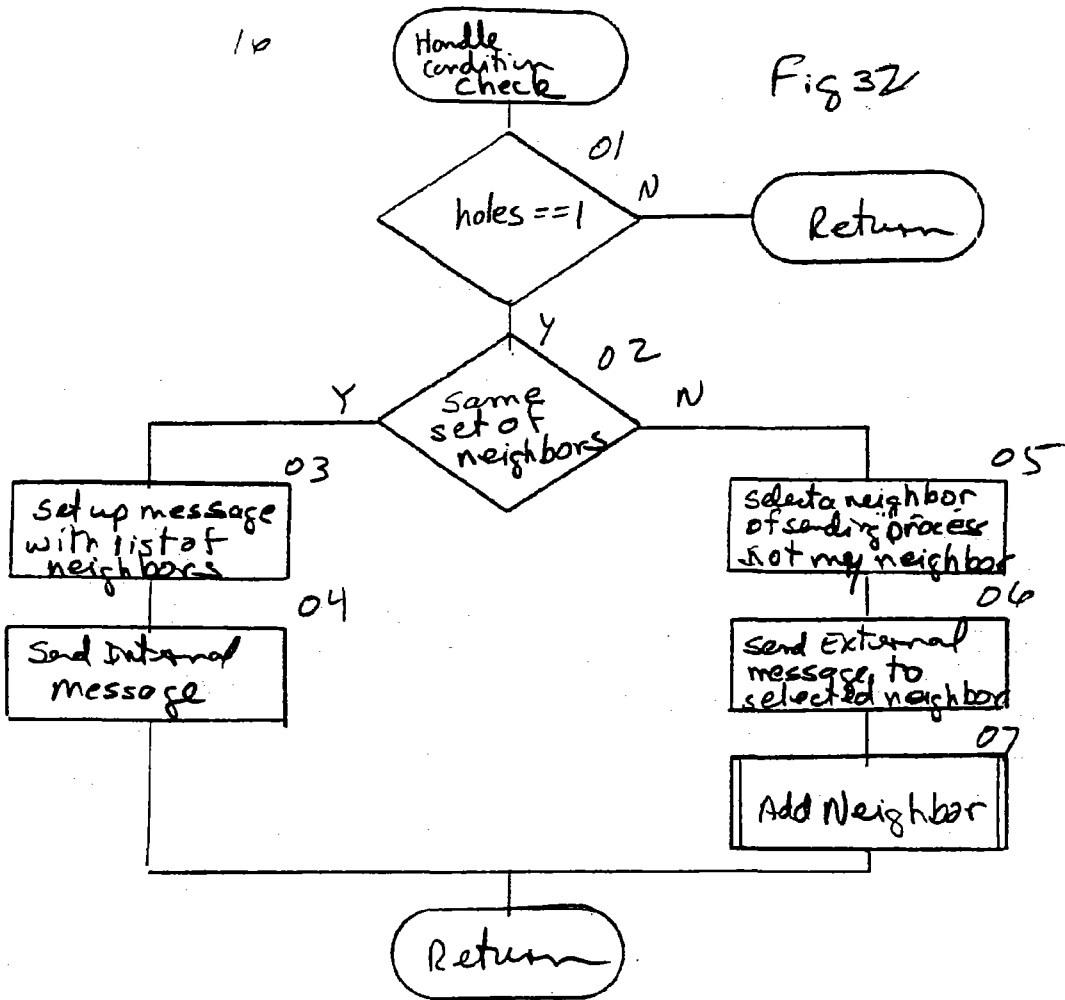 16
Handle
condition
check
Fig 32
01
holes == 1
N
Return
Y
02
Same
set of
neighbors
Y
N
03
set up message
with list of
neighbors
04
Send Internal
message
05
select a neighbor
of sending process
not my neighbor
06
send External
message to
selected neighbor
07
Add Neighbor
Return